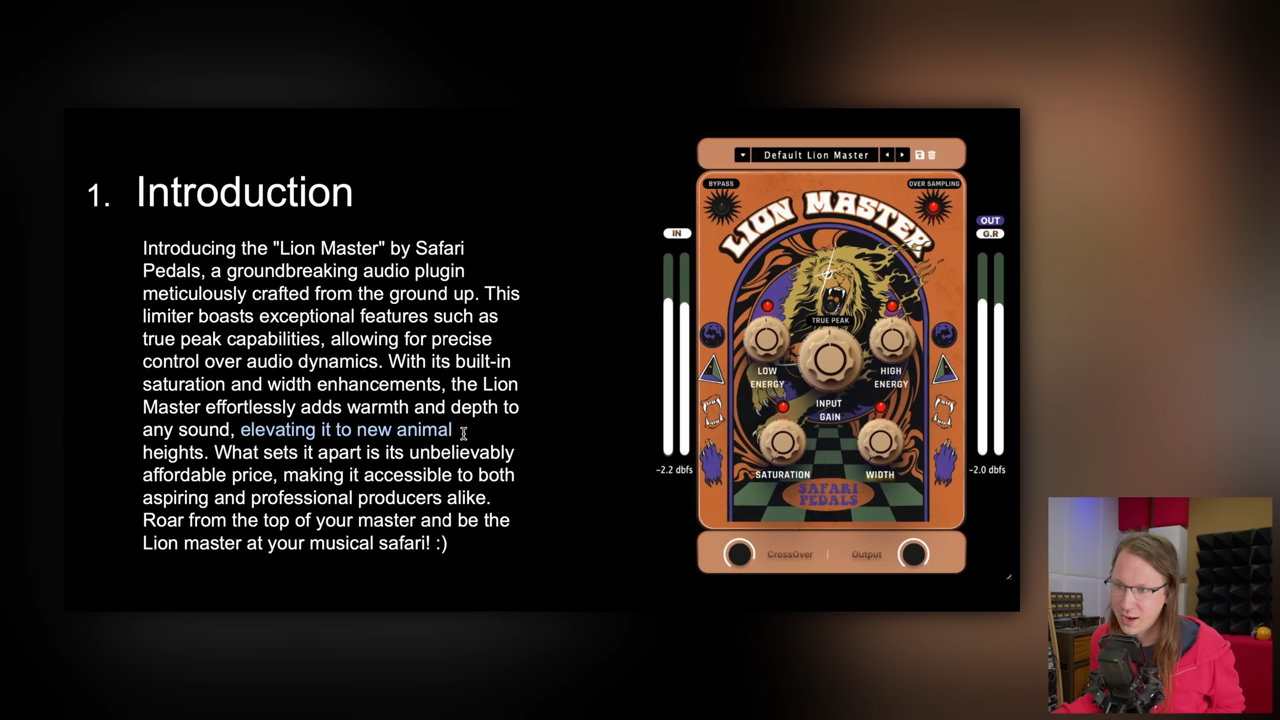 1. Introduction
Introducing the "Lion Master" by Safari
Pedals, a groundbreaking audio plugin
meticulously crafted from the ground up. This
limiter boasts exceptional features such as
true peak capabilities, allowing for precise
control over audio dynamics. With its built-in
saturation and width enhancements, the Lion
Master effortlessly adds warmth and depth to
any sound, elevating it to new animal
heights. What sets it apart is its unbelievably
affordable price, making it accessible to both
aspiring and professional producers alike.
Roar from the top of your master and be the
Lion master at your musical safari! :)
Default Lion Master
BYPASS
OVER SAMPLING
LION MASTER
IN
OUT
G.R
TRUE PEAK
LOW
ENERGY
HIGH
ENERGY
INPUT
GAIN
SATURATION
WIDTH
-2.2 dbfs
-2.0 dbfs
SAFARI
PEDALS
CrossOver | Output